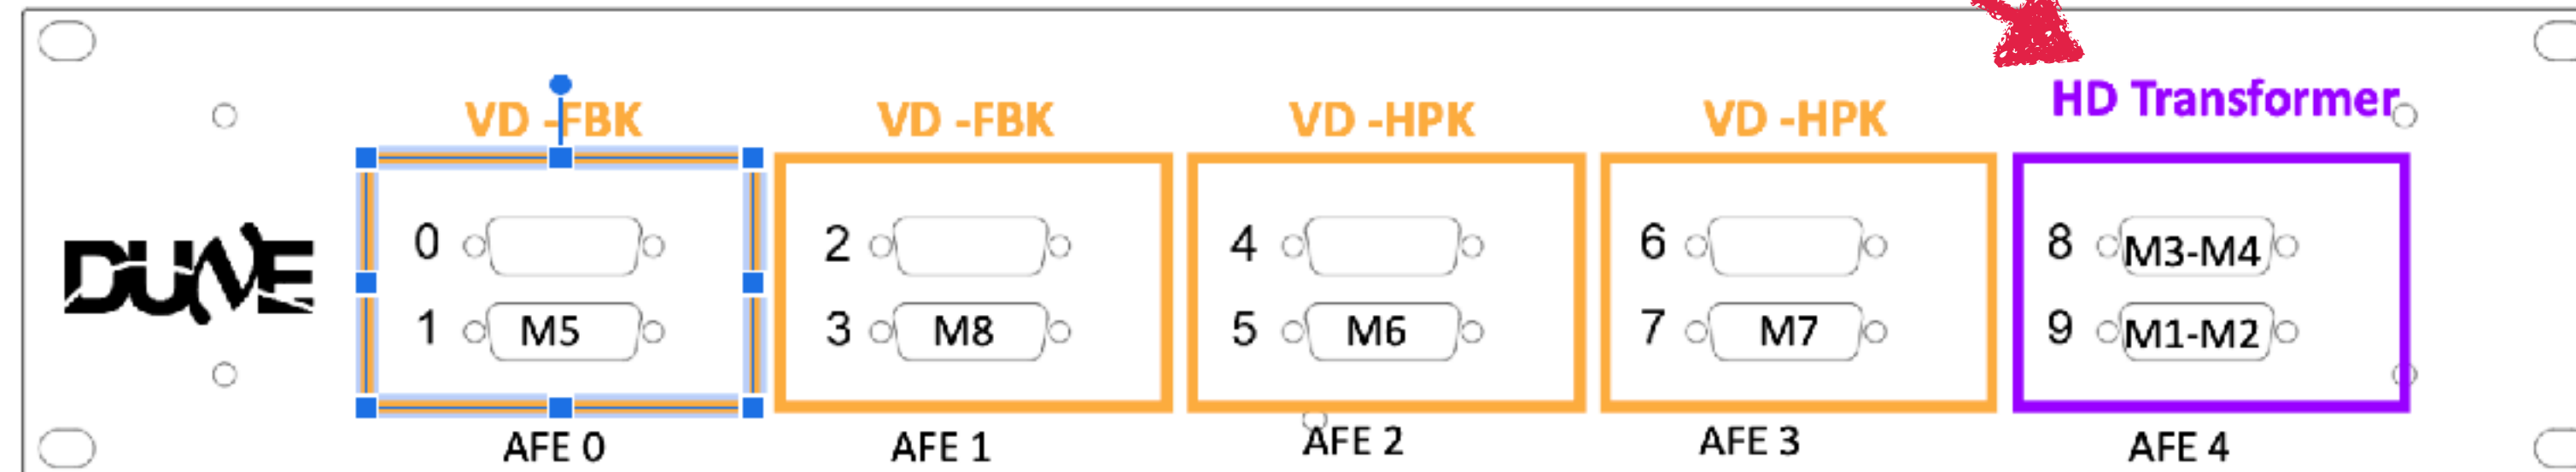 VD -FBK VD -FBK VD -HPK VD -HPK HD Transformer
DUNE
0 2 4 6 8 M3-M4
1 M5 3 M8 5 M6 7 M7 9 M1-M2
AFE 0 AFE 1 AFE 2 AFE 3 AFE 4